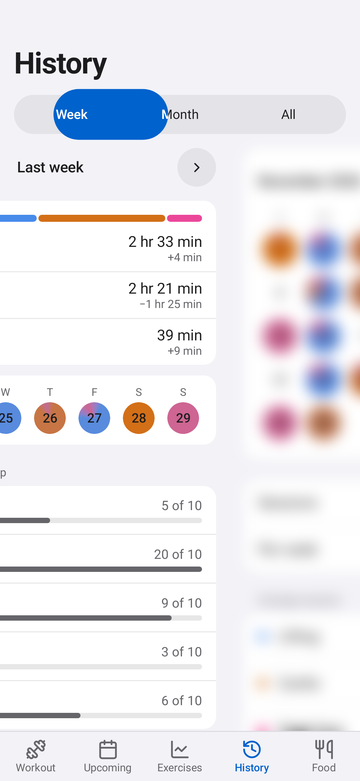 History
Week Month All
Last week
2 hr 33 min
+4 min
2 hr 21 min
−1 hr 25 min
39 min
+9 min
W T F S S
25 26 27 28 29
p
5 of 10
20 of 10
9 of 10
3 of 10
6 of 10
Workout Upcoming Exercises History Food